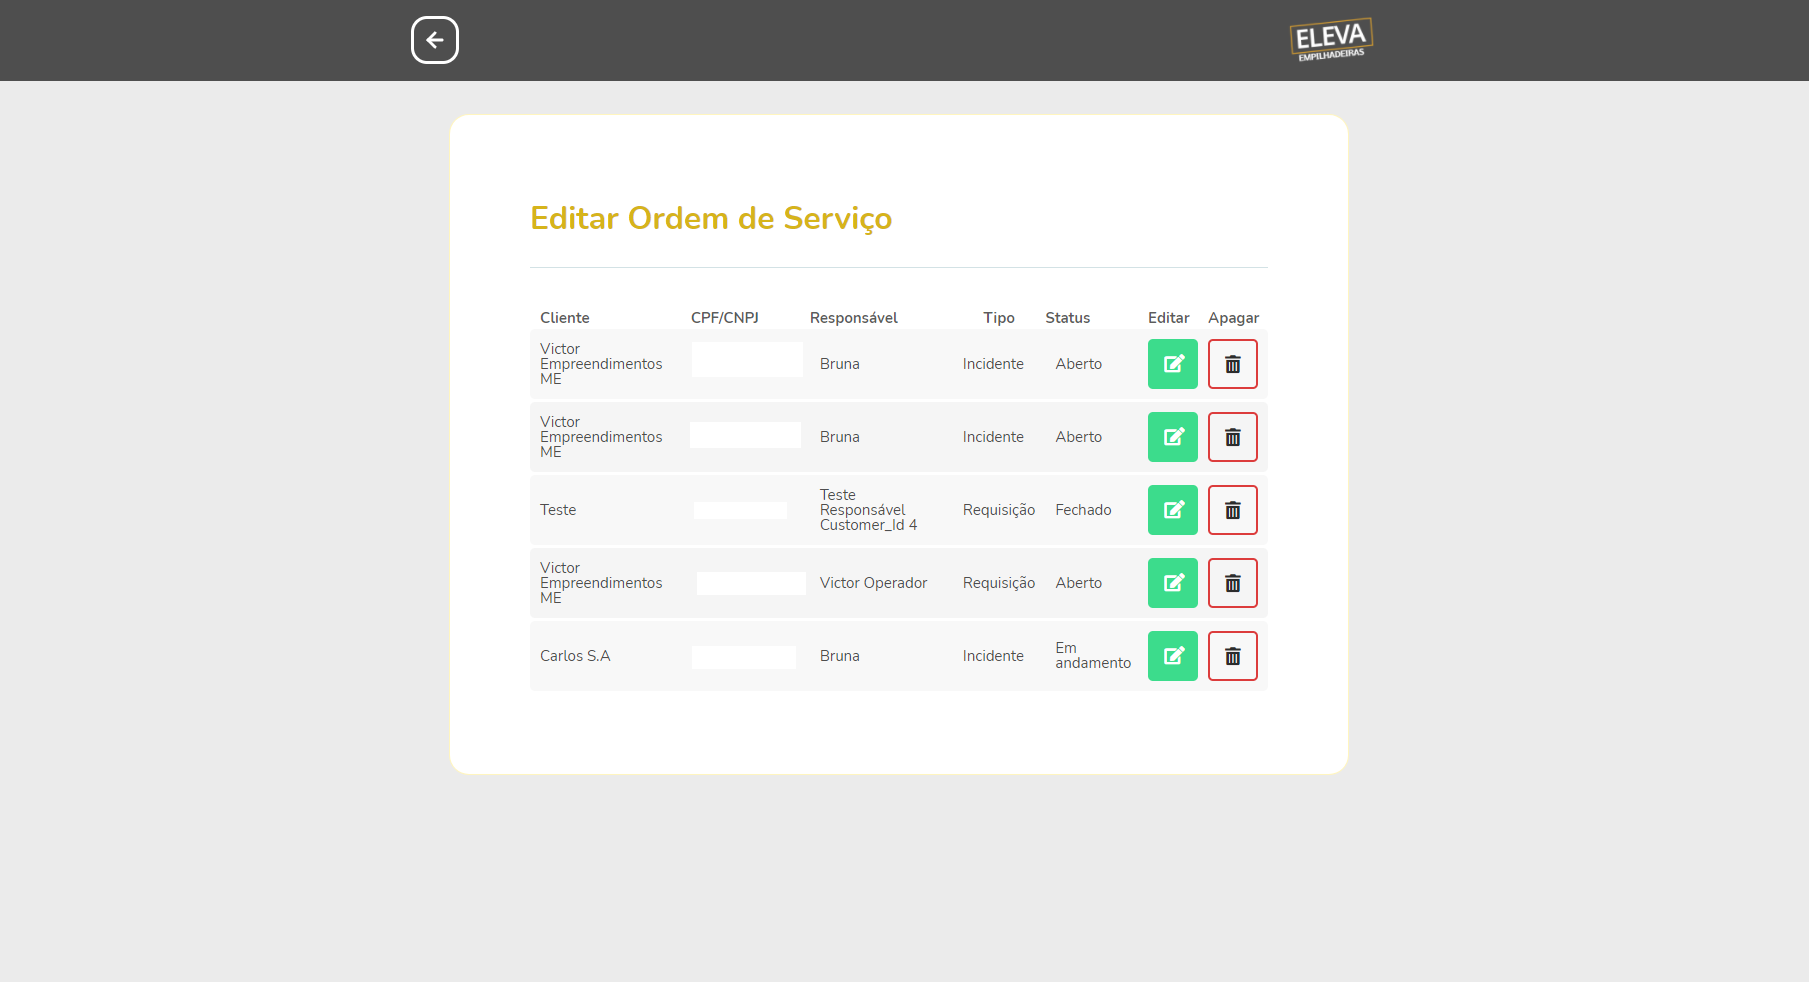 ELEVA
EMPILHADEIRAS
Editar Ordem de Serviço
Cliente CPF/CNPJ Responsável Tipo Status Editar Apagar
Victor
Empreendimentos
ME
Bruna Incidente Aberto
Victor
Empreendimentos
ME
Bruna Incidente Aberto
Teste
Teste
Responsável
Customer_Id 4
Requisição Fechado
Victor
Empreendimentos
ME
Victor Operador Requisição Aberto
Carlos S.A Bruna Incidente
Em
andamento